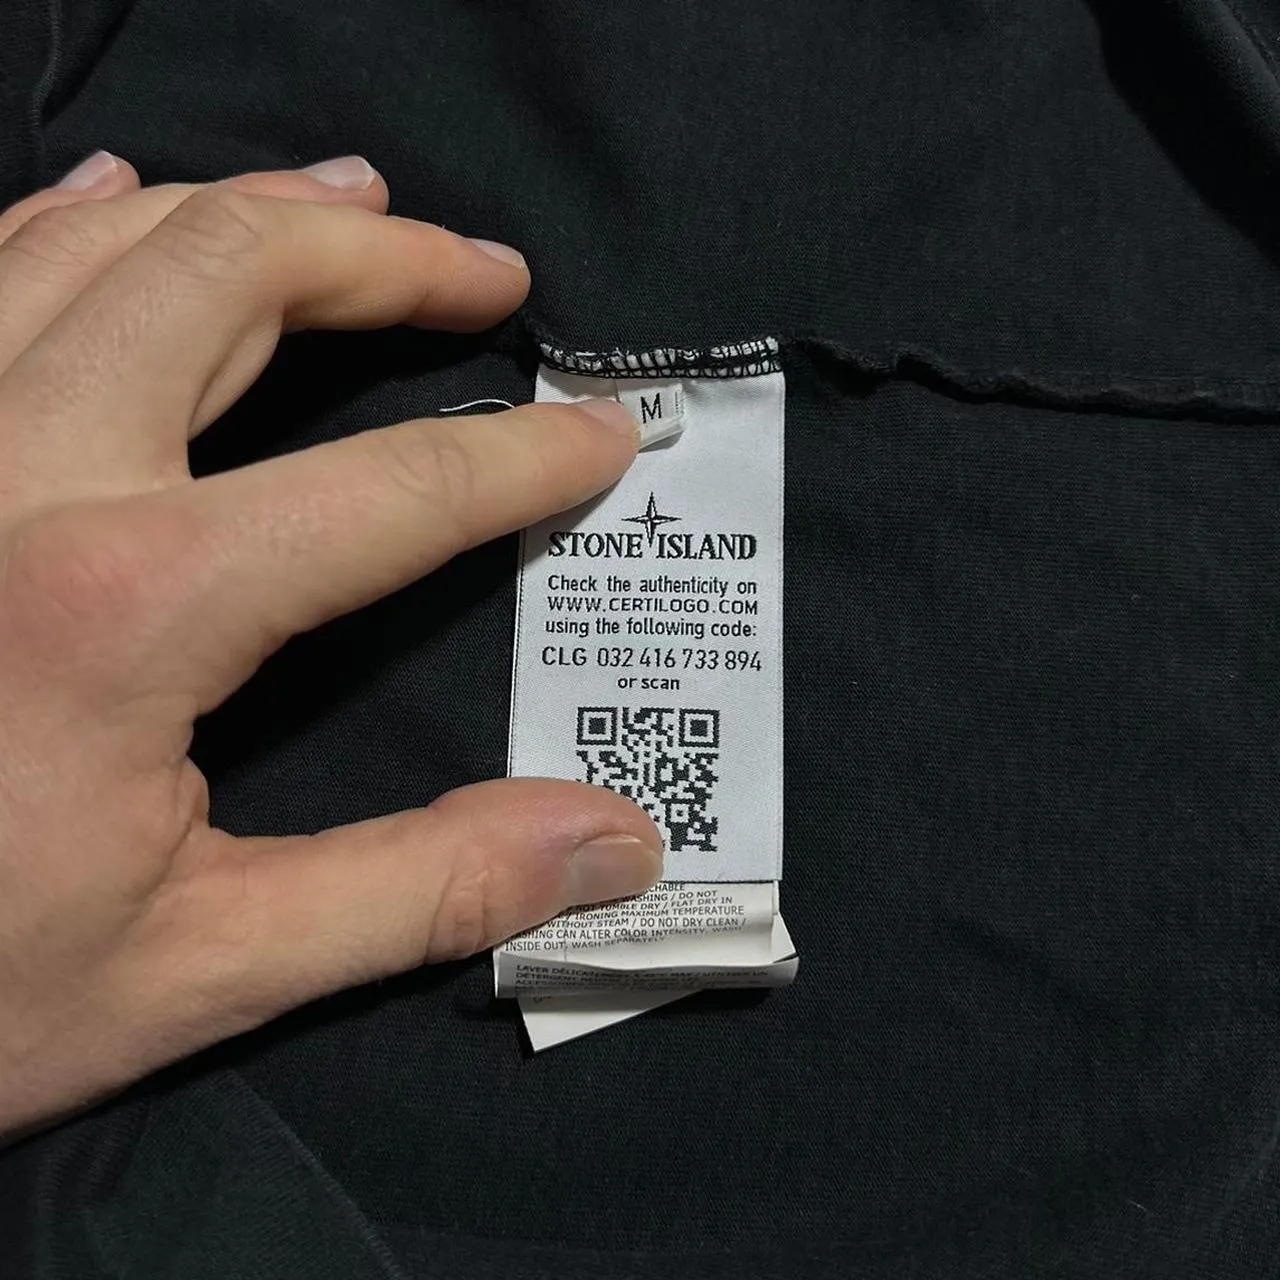 M
STONE ISLAND
Check the authenticity on
WWW.CERTILOGO.COM
using the following code:
CLG 032 416 733 894
or scan
WASHING / DO NOT
NOT TUMBLE DRY / FLAT DRY IN
/ IRONING MAXIMUM TEMPERATURE
WITHOUT STEAM / DO NOT DRY CLEAN /
CAN ALTER COLOR INTENSITY. WASH
INSIDE OUT. WASH SEPARATELY